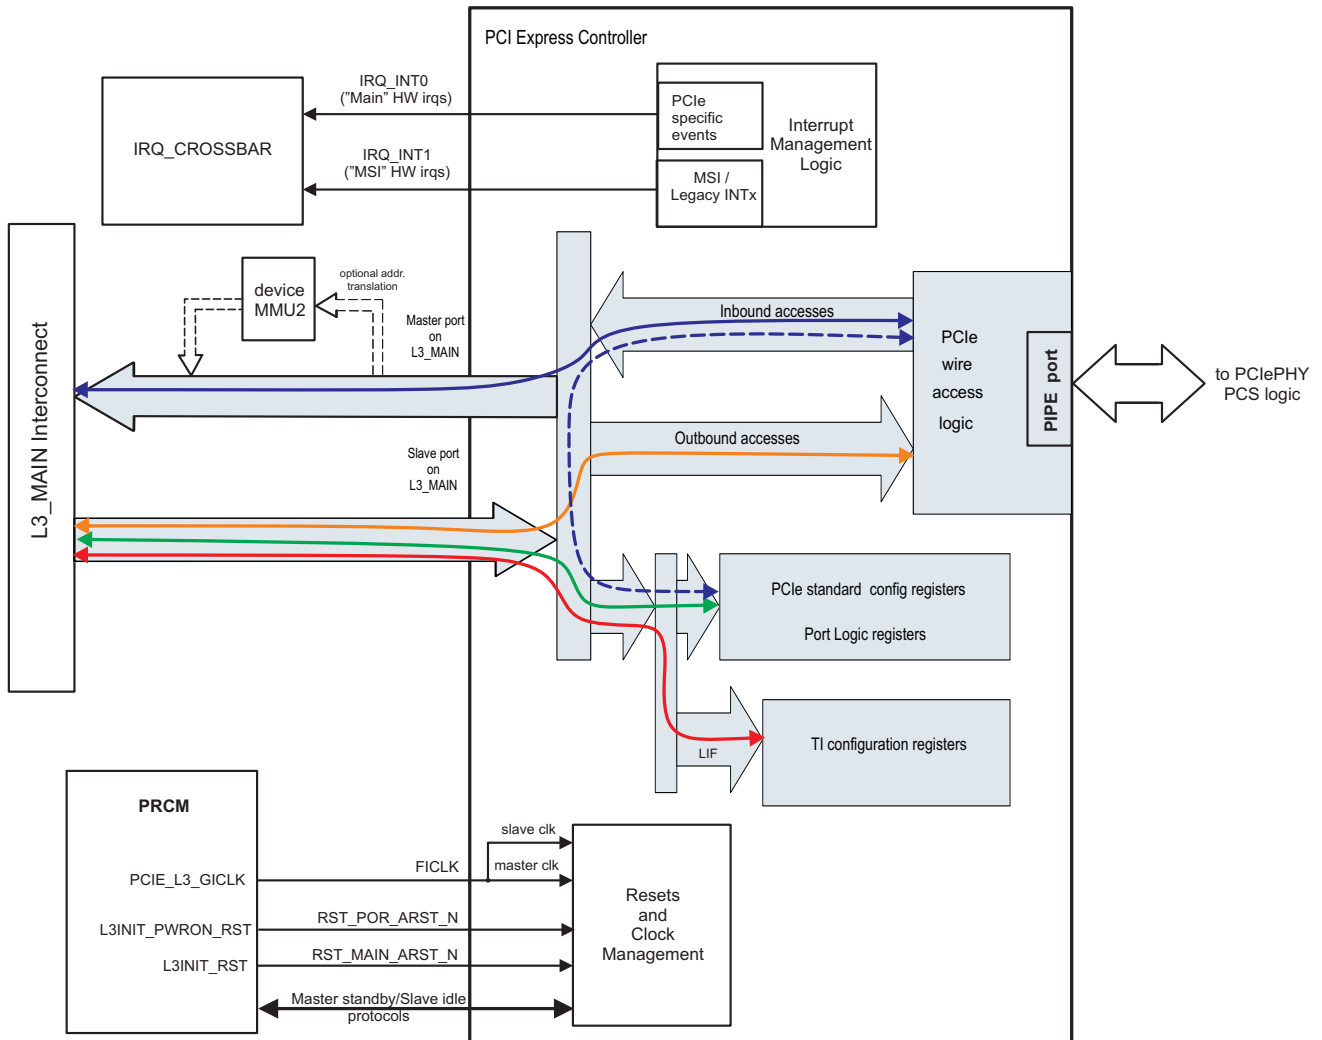 PCI Express Controller
IRQ_INT0
("Main" HW irqs)
IRQ_CROSSBAR
IRQ_INT1
("MSI" HW irqs)
PCIe
specific
events
Interrupt
Management
Logic
MSI /
Legacy INTx
L3_MAIN Interconnect
device
MMU2
optional addr.
translation
Master port
on
L3_MAIN
Inbound accesses
PCIe
wire
access
logic
PIPE port
to PCIePHY
PCS logic
Outbound accesses
Slave port
on
L3_MAIN
PCIe standard config registers
Port Logic registers
LIF
TI configuration registers
PRCM
PCIE_L3_GICLK
L3INIT_PWRON_RST
L3INIT_RST
FICLK
slave clk
master clk
RST_POR_ARST_N
RST_MAIN_ARST_N
Master standby/Slave idle
protocols
Resets
and
Clock
Management